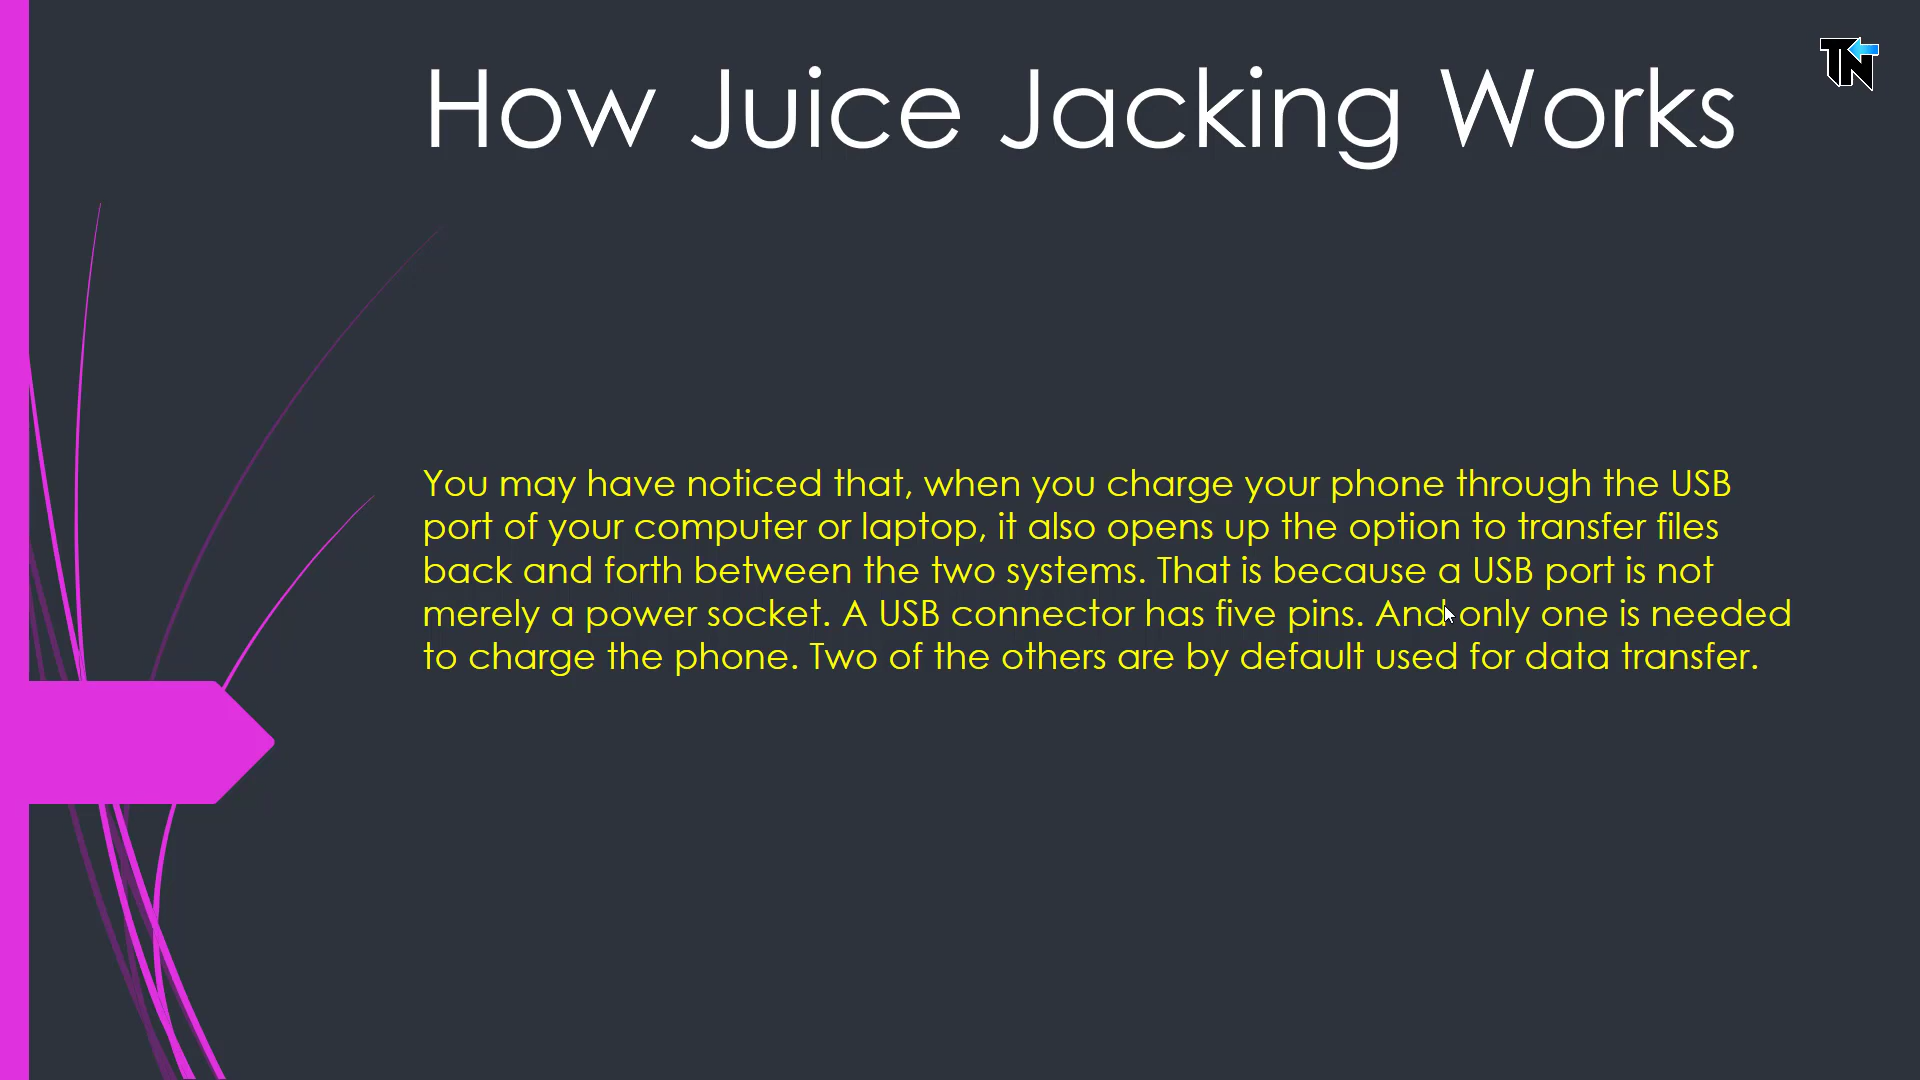 How Juice Jacking Works
TN
You may have noticed that, when you charge your phone through the USB
port of your computer or laptop, it also opens up the option to transfer files
back and forth between the two systems. That is because a USB port is not
merely a power socket. A USB connector has five pins. And only one is needed
to charge the phone. Two of the others are by default used for data transfer.